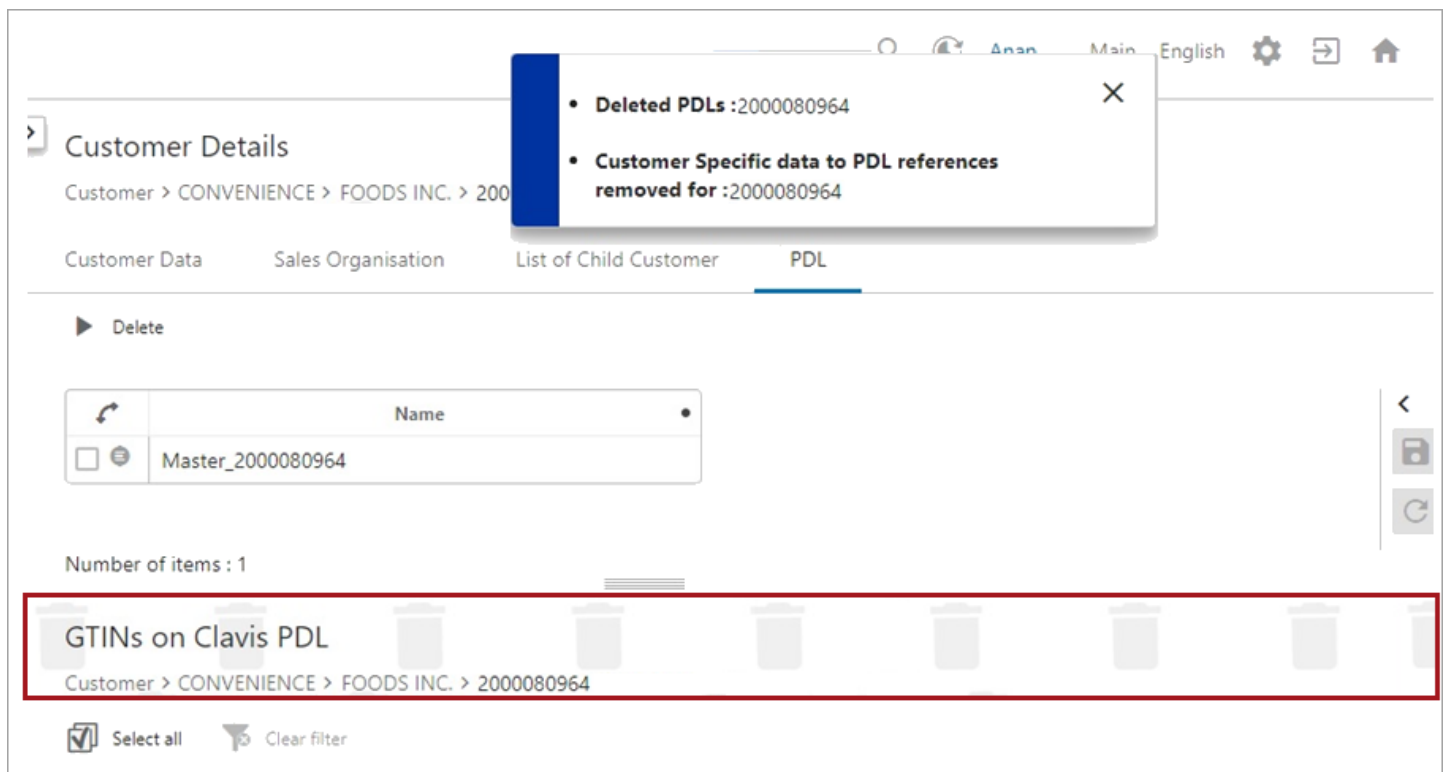 Anan Main English
Deleted PDLs :2000080964
Customer Specific data to PDL references
removed for :2000080964
Customer Details
Customer > CONVENIENCE > FOODS INC. > 200
Customer Data Sales Organisation List of Child Customer PDL
Delete
Name
Master_2000080964
Number of items : 1
GTINs on Clavis PDL
Customer > CONVENIENCE > FOODS INC. > 2000080964
Select all Clear filter